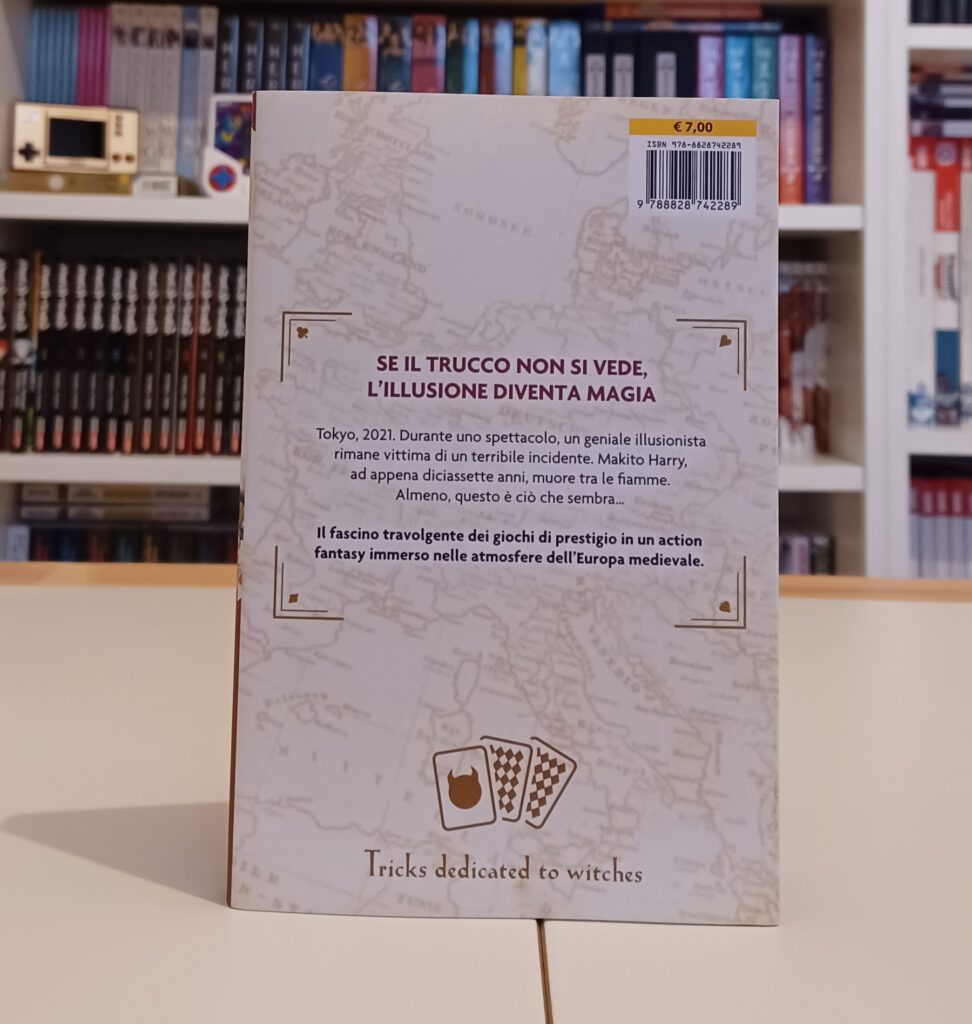 € 7,00
ISBN 978-8828742289
9 788828 742289
NORDSEE
SE IL TRUCCO NON SI VEDE,
L'ILLUSIONE DIVENTA MAGIA
Tokyo, 2021. Durante uno spettacolo, un geniale illusionista
rimane vittima di un terribile incidente. Makito Harry,
ad appena diciassette anni, muore tra le fiamme.
Almeno, questo è ciò che sembra...
Il fascino travolgente dei giochi di prestigio in un action
fantasy immerso nelle atmosfere dell'Europa medievale.
Tricks dedicated to witches
TUNIS